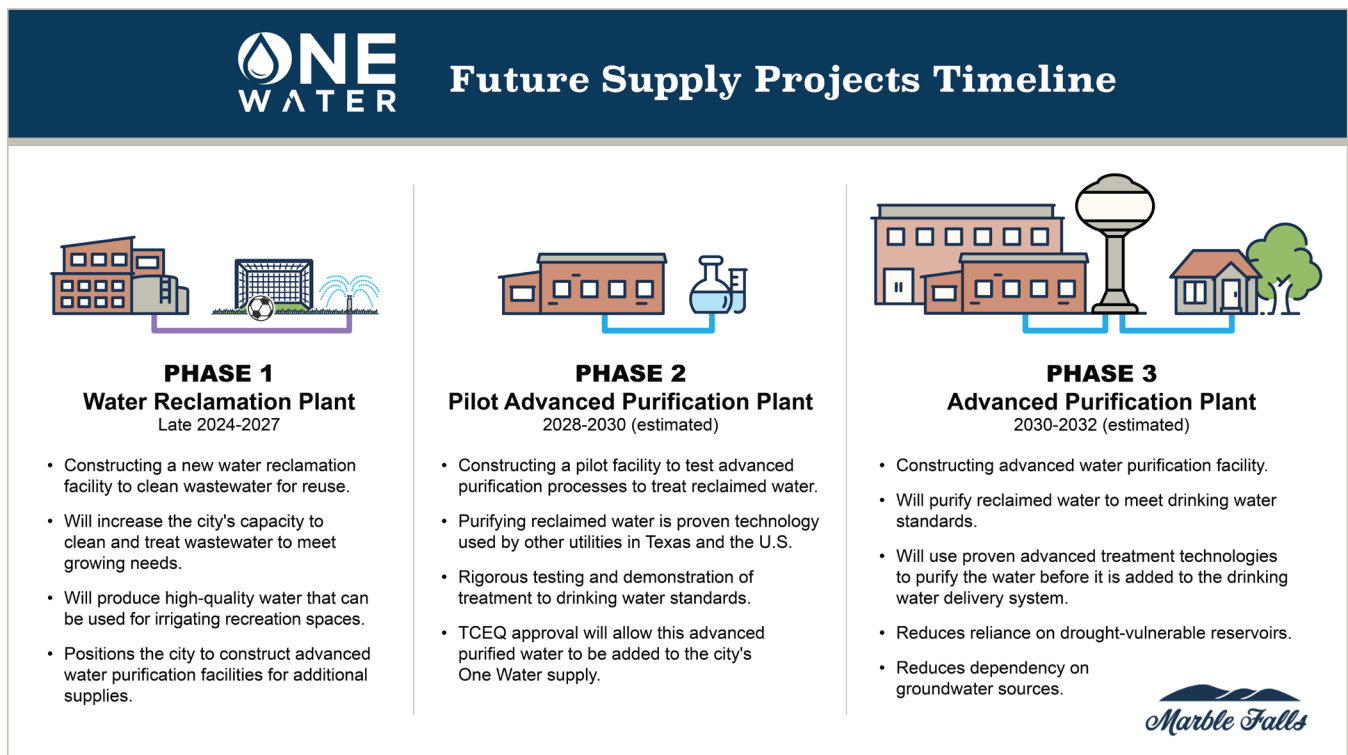 ONE
WATER
Future Supply Projects Timeline
PHASE 1
Water Reclamation Plant
Late 2024-2027
• Constructing a new water reclamation
facility to clean wastewater for reuse.
• Will increase the city's capacity to
clean and treat wastewater to meet
growing needs.
• Will produce high-quality water that can
be used for irrigating recreation spaces.
• Positions the city to construct advanced
water purification facilities for additional
supplies.
PHASE 2
Pilot Advanced Purification Plant
2028-2030 (estimated)
• Constructing a pilot facility to test advanced
purification processes to treat reclaimed water.
• Purifying reclaimed water is proven technology
used by other utilities in Texas and the U.S.
• Rigorous testing and demonstration of
treatment to drinking water standards.
• TCEQ approval will allow this advanced
purified water to be added to the city's
One Water supply.
PHASE 3
Advanced Purification Plant
2030-2032 (estimated)
• Constructing advanced water purification facility.
• Will purify reclaimed water to meet drinking water
standards.
• Will use proven advanced treatment technologies
to purify the water before it is added to the drinking
water delivery system.
• Reduces reliance on drought-vulnerable reservoirs.
• Reduces dependency on
groundwater sources.
Marble Falls